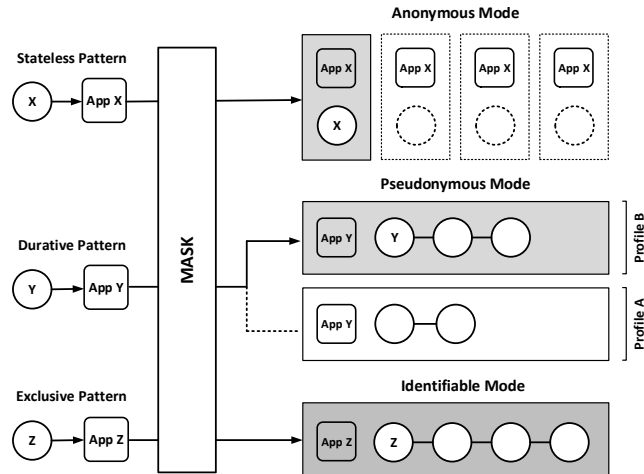 Anonymous Mode
Stateless Pattern
X
App X
App X
App X
App X
App X
X
MASK
Pseudonymous Mode
Durative Pattern
Y
App Y
App Y
Y
Profile B
App Y
Profile A
Exclusive Pattern
Z
App Z
Identifiable Mode
App Z
Z